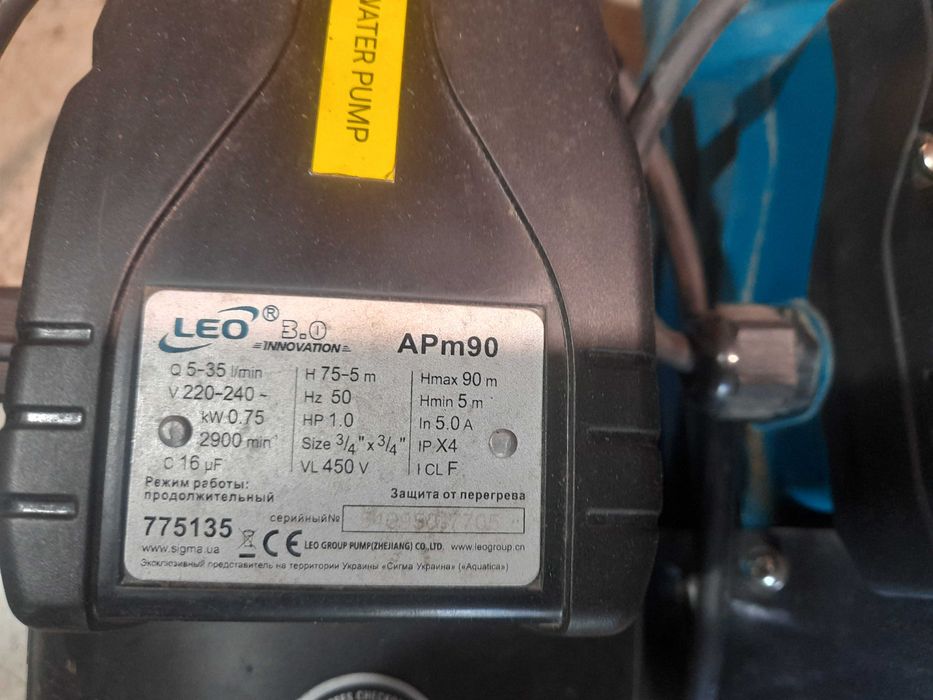 WATER PUMP
LEO® 3.0
INNOVATION
APm90
Q 5-35 l/min
V 220-240 ~
kW 0.75
2900 min⁻
C 16 µF
H 75-5 m
Hz 50
HP 1.0
Size 3/4" x 3/4"
VL 450 V
Hmax 90 m
Hmin 5 m
In 5.0 A
IP X4
I CL F
Режим работы:
продолжительный
Защита от перегрева
775135
серийный№
www.sigma.ua
CE
LEO GROUP PUMP(ZHEJIANG) CO.,LTD. www.leogroup.cn
Эксклюзивный представитель на территории Украины «Сигма Украина» («Aquatica»)